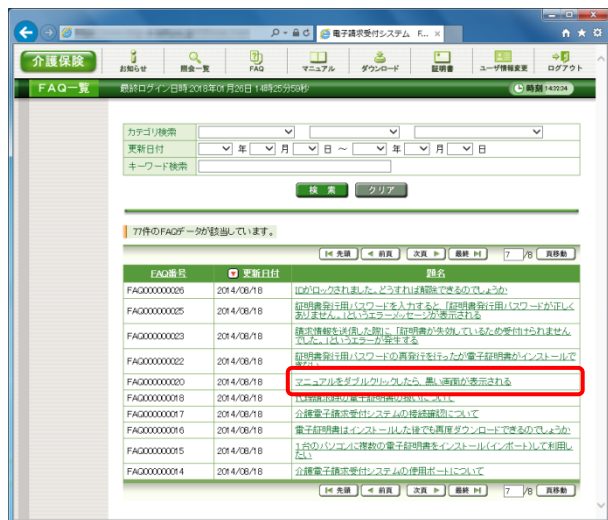 電子請求受付システム F...
介護保険
お知らせ 照会一覧 FAQ マニュアル ダウンロード 証明書 ユーザ情報変更 ログアウト
FAQ一覧 最終ログイン日時:2018年01月26日 14時25分59秒 時刻 14:32:34
カテゴリ検索
更新日付 年 月 日 ～ 年 月 日
キーワード検索
検索 クリア
77件のFAQデータが該当しています。
先頭 前頁 次頁 最終 7 /8 頁移動
FAQ番号 更新日付 題名
FAQ000000026 2014/08/18 IDがロックされました。どうすれば解除できるのでしょうか
FAQ000000025 2014/08/18 証明書発行用パスワードを入力すると、「証明書発行用パスワードが正しく
ありません。」というエラーメッセージが表示される
FAQ000000023 2014/08/18 請求情報を送信した際に「証明書が失効しているため受付けられません
でした。」というエラーが発生する
FAQ000000022 2014/08/18 証明書発行用パスワードの再発行を行ったが電子証明書がインストールで
きない
FAQ000000020 2014/08/18 マニュアルをダブルクリックしたら、黒い画面が表示される
FAQ000000018 2014/08/18 代理請求時の電子証明書の扱いについて
FAQ000000017 2014/08/18 介護電子請求受付システムの接続確認について
FAQ000000016 2014/08/18 電子証明書はインストールした後でも再度ダウンロードできるのでしょうか
FAQ000000015 2014/08/18 1台のパソコンに複数の電子証明書をインストール(インポート)して利用し
たい
FAQ000000014 2014/08/18 介護電子請求受付システムの使用ポートについて
先頭 前頁 次頁 最終 7 /8 頁移動